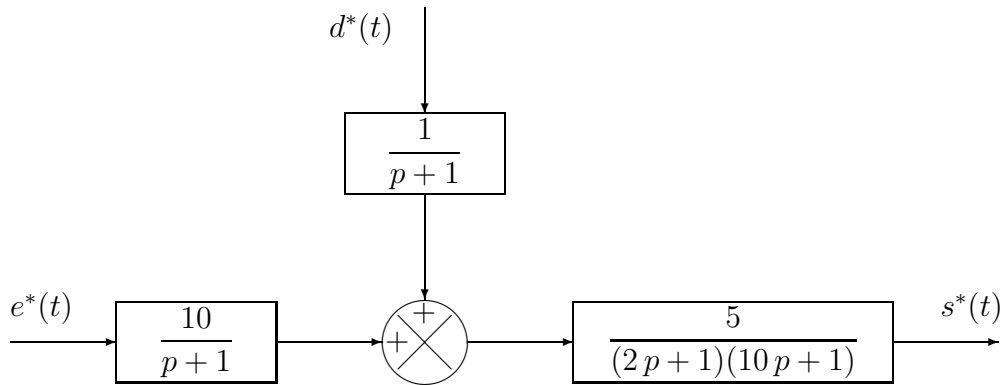 d*(t)
1
p + 1
e*(t)
10
p + 1
+
+
5
(2 p + 1)(10 p + 1)
s*(t)